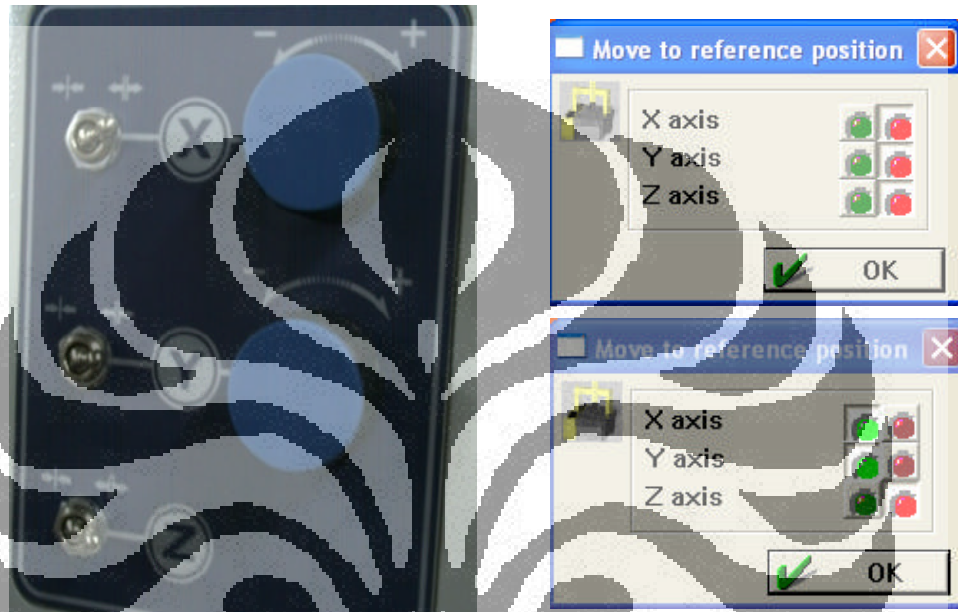 - +
X
- +
Y
Z
Move to reference position
X axis
Y axis
Z axis
OK
Move to reference position
X axis
Y axis
Z axis
OK